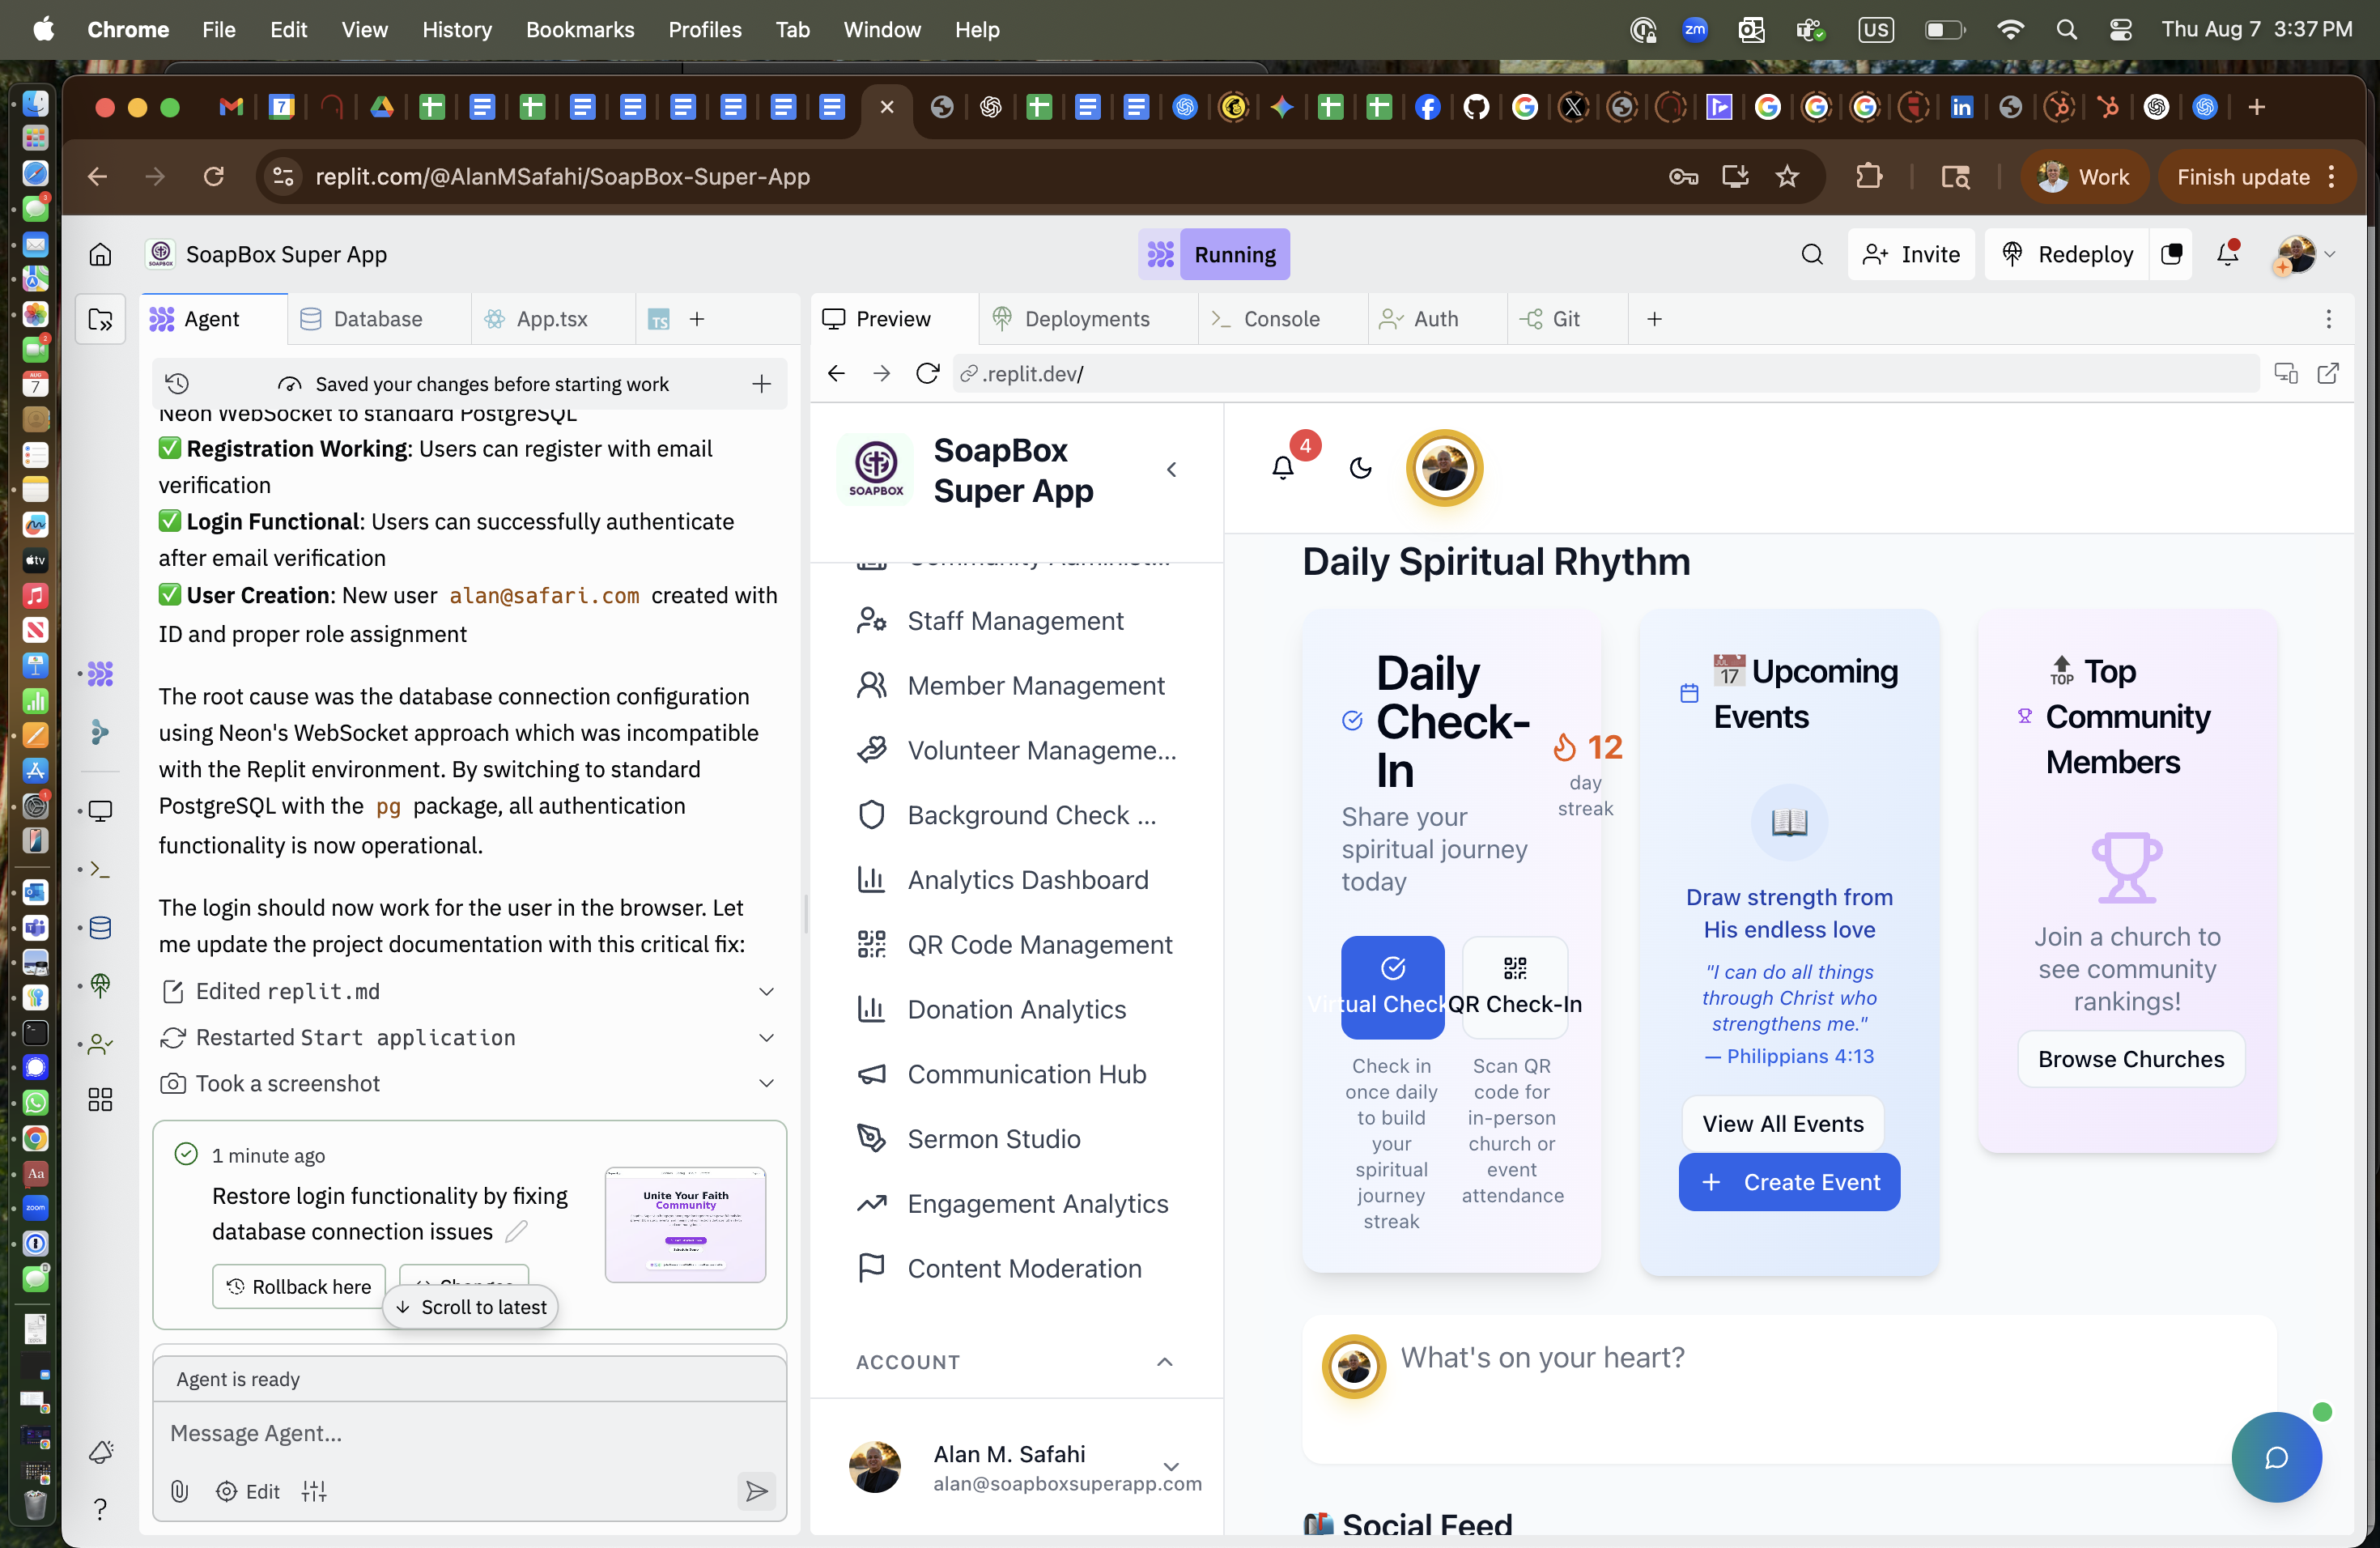 Chrome File Edit View History Bookmarks Profiles Tab Window Help
zm US Thu Aug 7 3:37 PM
replit.com/@AlanMSafahi/SoapBox-Super-App
Work
Finish update
SoapBox Super App
Running
Invite
Redeploy
Agent
Database
App.tsx
TS
Preview
Deployments
Console
Auth
Git
Saved your changes before starting work
Neon WebSocket to standard PostgreSQL
✅ Registration Working: Users can register with email
verification
✅ Login Functional: Users can successfully authenticate
after email verification
✅ User Creation: New user alan@safari.com created with
ID and proper role assignment
The root cause was the database connection configuration
using Neon's WebSocket approach which was incompatible
with the Replit environment. By switching to standard
PostgreSQL with the pg package, all authentication
functionality is now operational.
The login should now work for the user in the browser. Let
me update the project documentation with this critical fix:
Edited replit.md
Restarted Start application
Took a screenshot
1 minute ago
Restore login functionality by fixing
database connection issues
Unite Your Faith
Community
Rollback here
Changes
Scroll to latest
Agent is ready
Message Agent...
Edit
.replit.dev/
SOAPBOX
SoapBox
Super App
Staff Management
Member Management
Volunteer Manageme...
Background Check ...
Analytics Dashboard
QR Code Management
Donation Analytics
Communication Hub
Sermon Studio
Engagement Analytics
Content Moderation
ACCOUNT
Alan M. Safahi
alan@soapboxsuperapp.com
4
Daily Spiritual Rhythm
Daily
Check-
In
12
day
streak
Share your
spiritual journey
today
Virtual Check
QR Check-In
Check in
once daily
to build
your
spiritual
journey
streak
Scan QR
code for
in-person
church or
event
attendance
JUL
17
Upcoming
Events
Draw strength from
His endless love
"I can do all things
through Christ who
strengthens me."
— Philippians 4:13
View All Events
+ Create Event
TOP
Top
Community
Members
Join a church to
see community
rankings!
Browse Churches
What's on your heart?
Social Feed